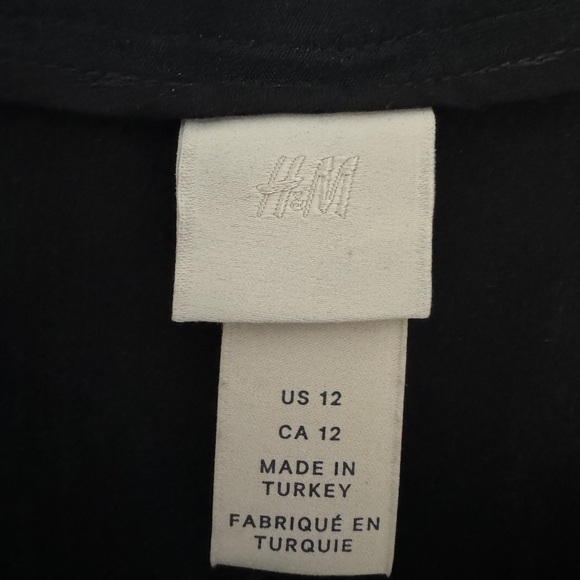 H&M
US 12
CA 12
MADE IN
TURKEY
FABRIQUÉ EN
TURQUIE